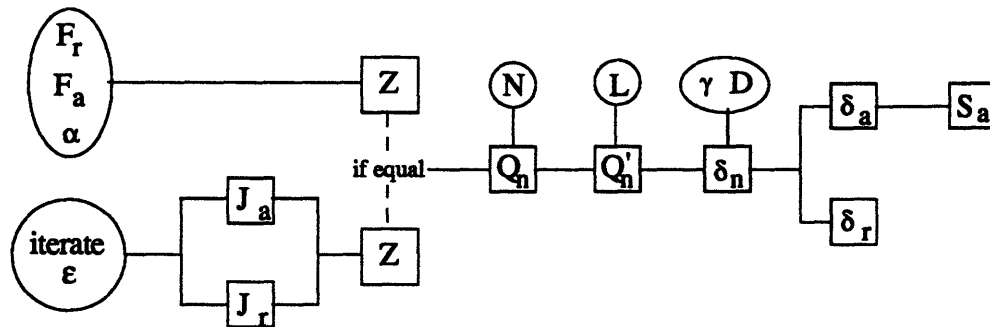 F_r
F_a
α
Z
N
L
γ D
δ_a
S_a
if equal
Q_n
Q'_n
δ_n
δ_r
iterate
ε
J_a
J_r
Z